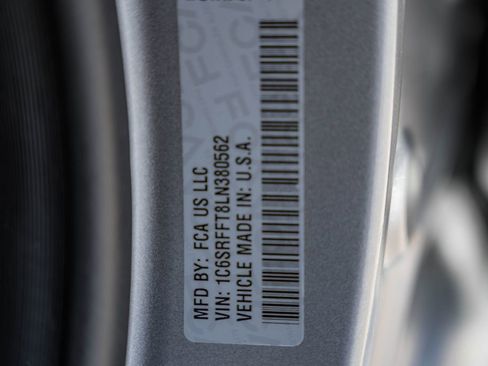 MFD BY: FCA US LLC
VIN: 1C6SRFFT8LN380562
VEHICLE MADE IN: U.S.A.